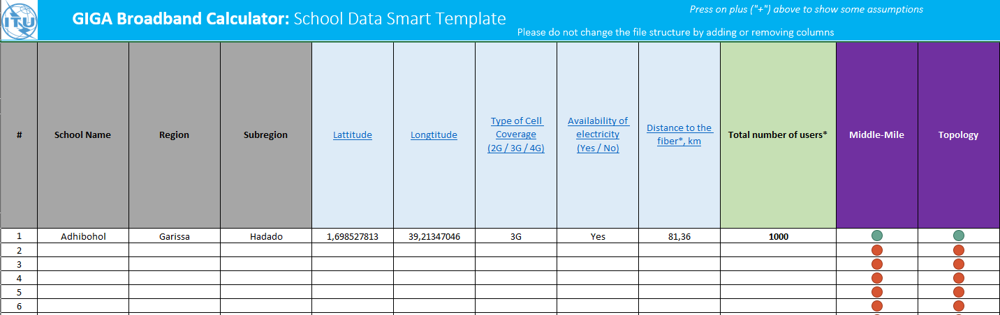 ITU
GIGA Broadband Calculator: School Data Smart Template
Press on plus ("+") above to show some assumptions
Please do not change the file structure by adding or removing columns
#
School Name
Region
Subregion
Lattitude
Longtitude
Type of Cell
Coverage
(2G / 3G / 4G)
Availability of
electricity
(Yes / No)
Distance to the
fiber*, km
Total number of users*
Middle-Mile
Topology
1 Adhibohol Garissa Hadado 1,698527813 39,21347046 3G Yes 81,36 1000
2
3
4
5
6